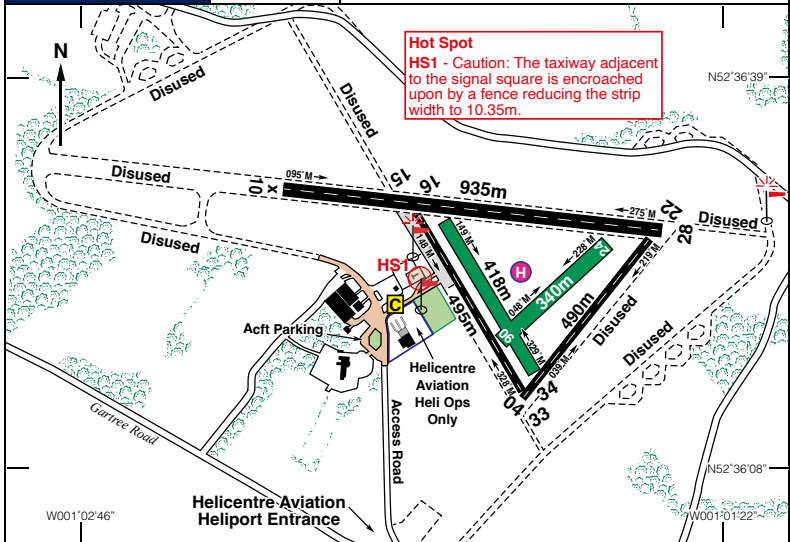 Hot Spot
HS1 - Caution: The taxiway adjacent
to the signal square is encroached
upon by a fence reducing the strip
width to 10.35m.
N
N52°36'39"
Disused
Disused
Disused
095°M
10
x
15
16
935m
275°M
22
28
Disused
Disused
149°M
148°M
H
228°M
219°M
HS1
T
418m
048°M
340m
490m
C
495m
06
329°M
Disused
Disused
Acft Parking
Helicentre
Aviation
Heli Ops
Only
328°M
039°M
04
34
33
Gartree Road
Access Road
N52°36'08"
Helicentre Aviation
Heliport Entrance
W001°02'46"
W001°01'22"